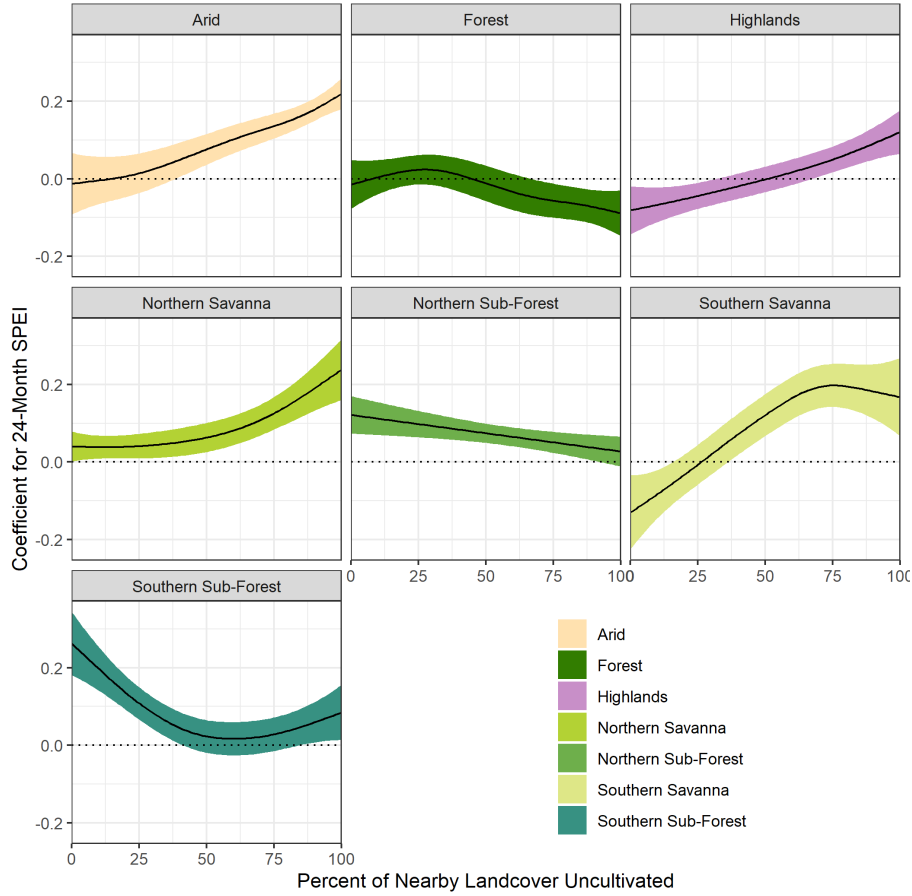 Arid
Forest
Highlands
0.2
0.0
-0.2
Northern Savanna
Northern Sub-Forest
Southern Savanna
0.2
0.0
-0.2
0 25 50 75 100
0 25 50 75 100
Southern Sub-Forest
0.2
0.0
-0.2
0 25 50 75 100
Coefficient for 24-Month SPEI
Percent of Nearby Landcover Uncultivated
Arid
Forest
Highlands
Northern Savanna
Northern Sub-Forest
Southern Savanna
Southern Sub-Forest